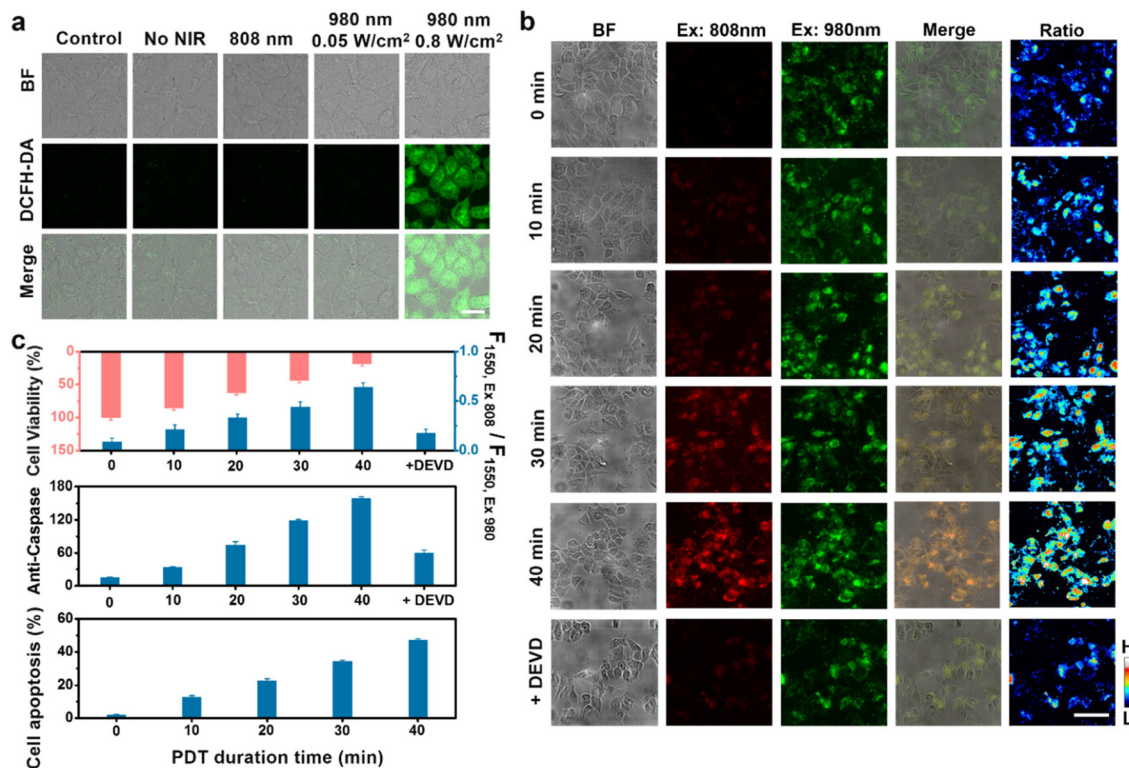 a
Control
No NIR
808 nm
980 nm
0.05 W/cm²
980 nm
0.8 W/cm²
BF
DCFH-DA
Merge
b
BF
Ex: 808nm
Ex: 980nm
Merge
Ratio
0 min
10 min
20 min
30 min
40 min
+ DEVD
H
L
c
Cell Viability (%)
0
50
100
150
1.0
0.5
0.0
F1550, Ex 808 / F1550, Ex 980
0 10 20 30 40 +DEVD
Anti-Caspase
180
120
60
0
0 10 20 30 40 + DEVD
Cell apoptosis (%)
60
40
20
0
0 10 20 30 40
PDT duration time (min)